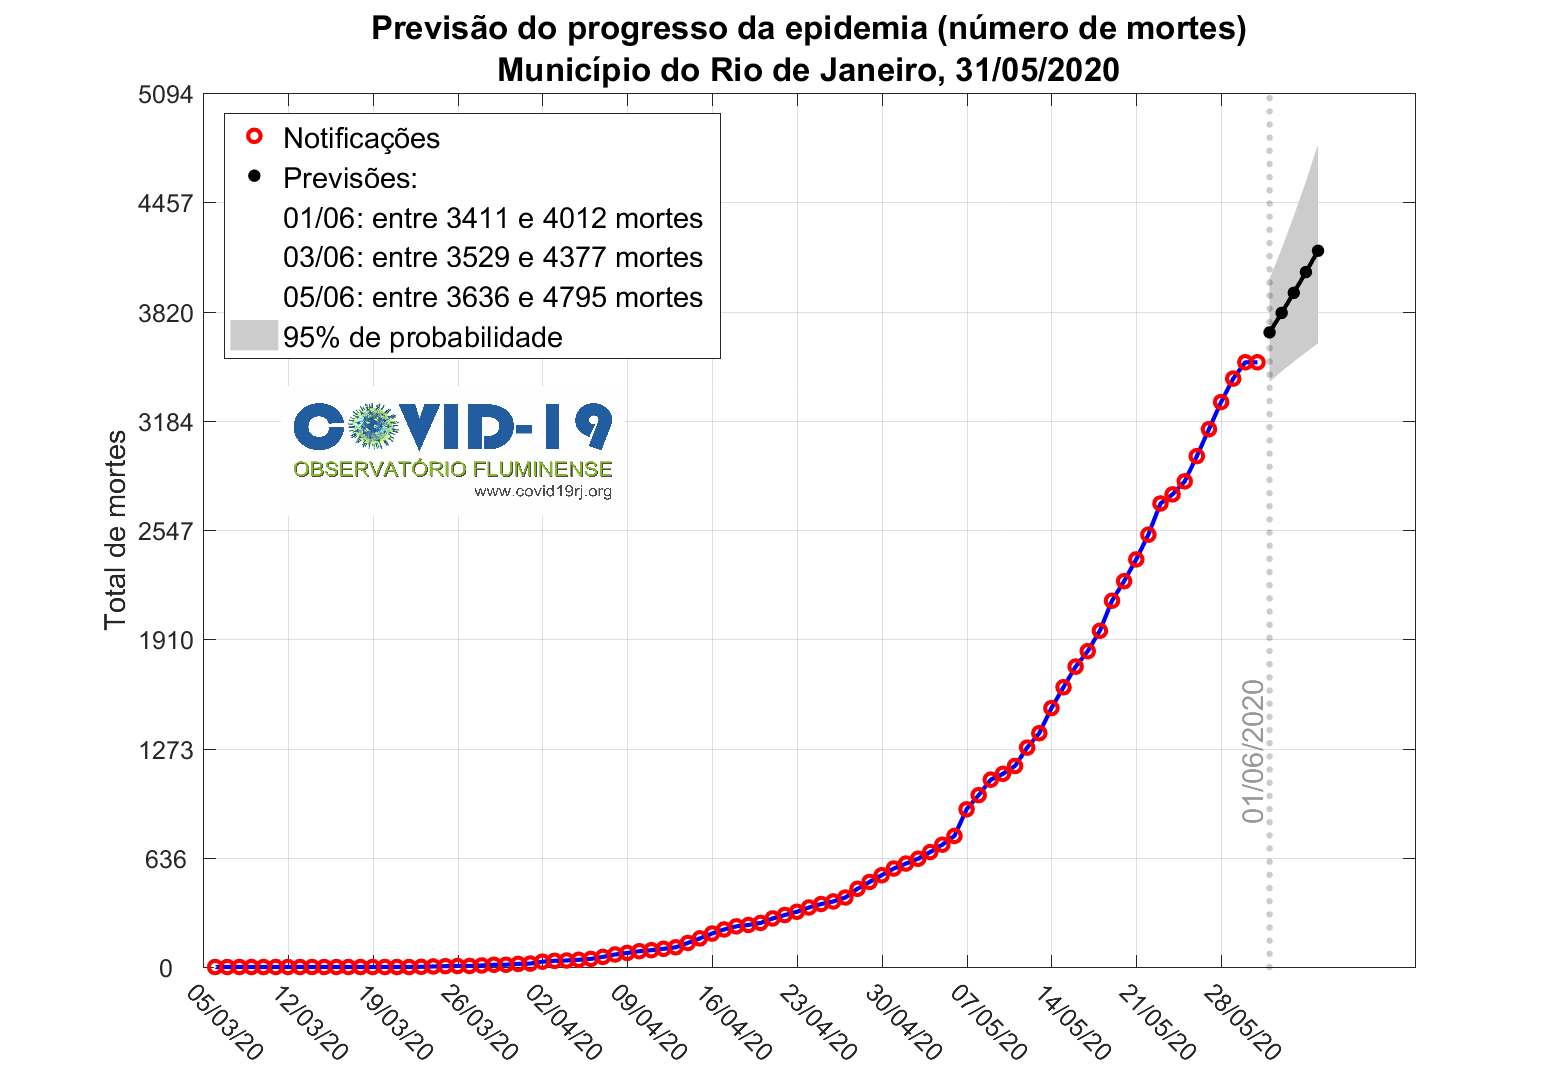 Previsão do progresso da epidemia (número de mortes)
Município do Rio de Janeiro, 31/05/2020
5094
4457
3820
3184
2547
1910
1273
636
0
Total de mortes
Notificações
Previsões:
01/06: entre 3411 e 4012 mortes
03/06: entre 3529 e 4377 mortes
05/06: entre 3636 e 4795 mortes
95% de probabilidade
COVID-19
OBSERVATÓRIO FLUMINENSE
www.covid19rj.org
01/06/2020
05/03/20
12/03/20
19/03/20
26/03/20
02/04/20
09/04/20
16/04/20
23/04/20
30/04/20
07/05/20
14/05/20
21/05/20
28/05/20